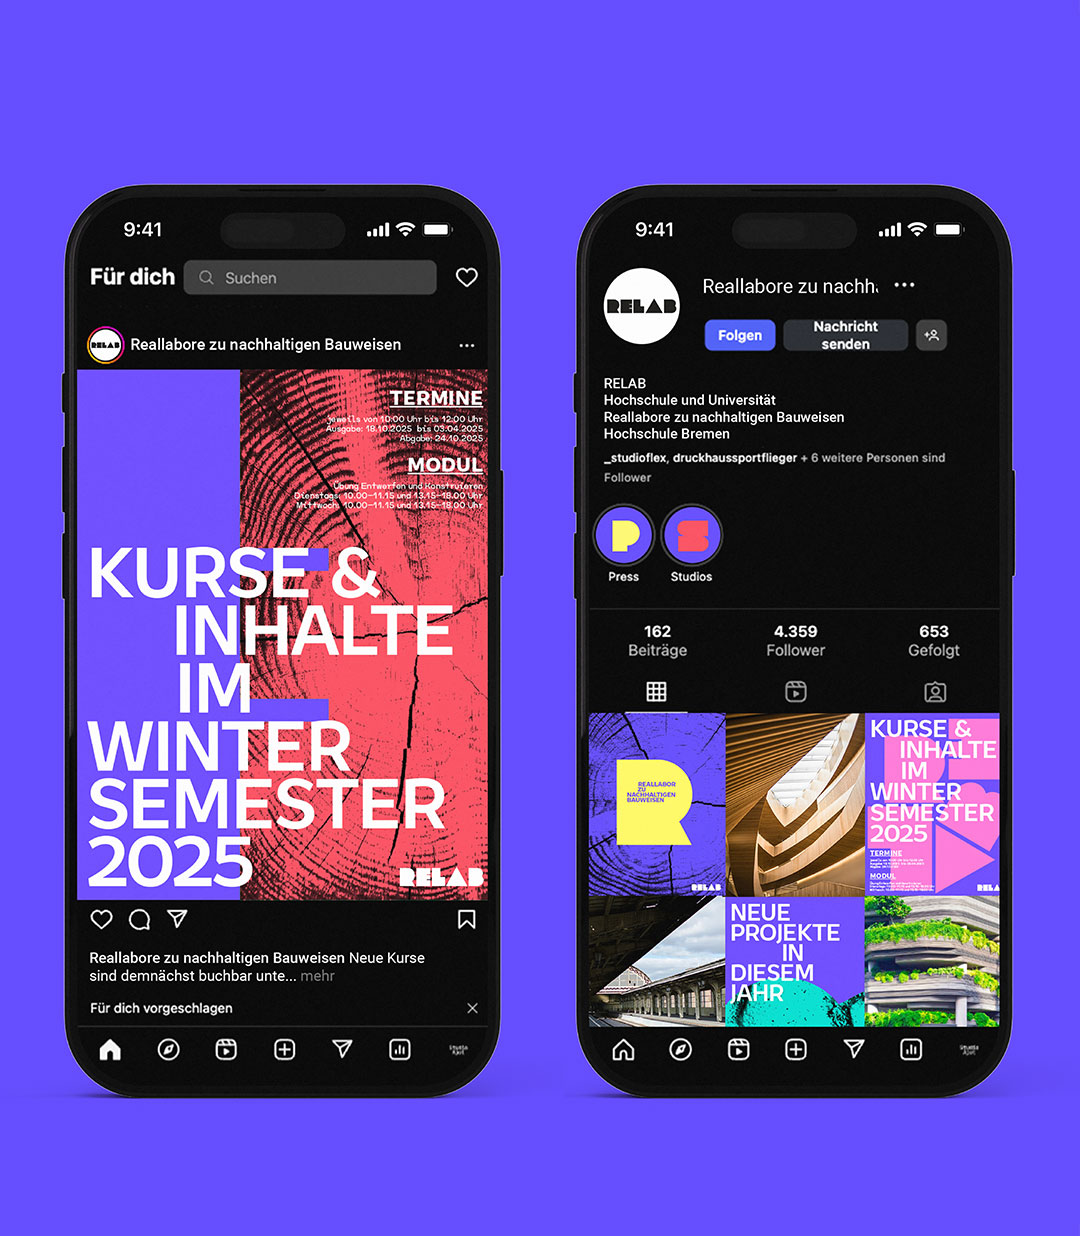 9:41
Für dich
Suchen
RELAB
Reallabore zu nachhaltigen Bauweisen
TERMINE
jeweils von 10:00 Uhr bis 12:00 Uhr
Ausgabe: 18.10.2025 bis 03.04.2025
Abgabe: 24.10.2025
MODUL
Übung Entwerfen und Konstruieren
Dienstags: 10.00–11.15 und 13.15–18.00 Uhr
Mittwoch: 10.00–11.15 und 13.15–18.00 Uhr
KURSE &
INHALTE
IM
WINTER
SEMESTER
2025
RELAB
Reallabore zu nachhaltigen Bauweisen Neue Kurse
sind demnächst buchbar unte... mehr
Für dich vorgeschlagen
9:41
RELAB
Reallabore zu nachh
Folgen
Nachricht
senden
RELAB
Hochschule und Universität
Reallabore zu nachhaltigen Bauweisen
Hochschule Bremen
_studioflex, druckhaussportflieger + 6 weitere Personen sind
Follower
P
S
Press
Studios
162
Beiträge
4.359
Follower
653
Gefolgt
R
REALLABOR
ZU
NACHHALTIGEN
BAUWEISEN
RELAB
KURSE &
INHALTE
IM
WINTER
SEMESTER
2025
TERMINE
MODUL
RELA
NEUE
PROJEKTE
IN
DIESEM
JAHR